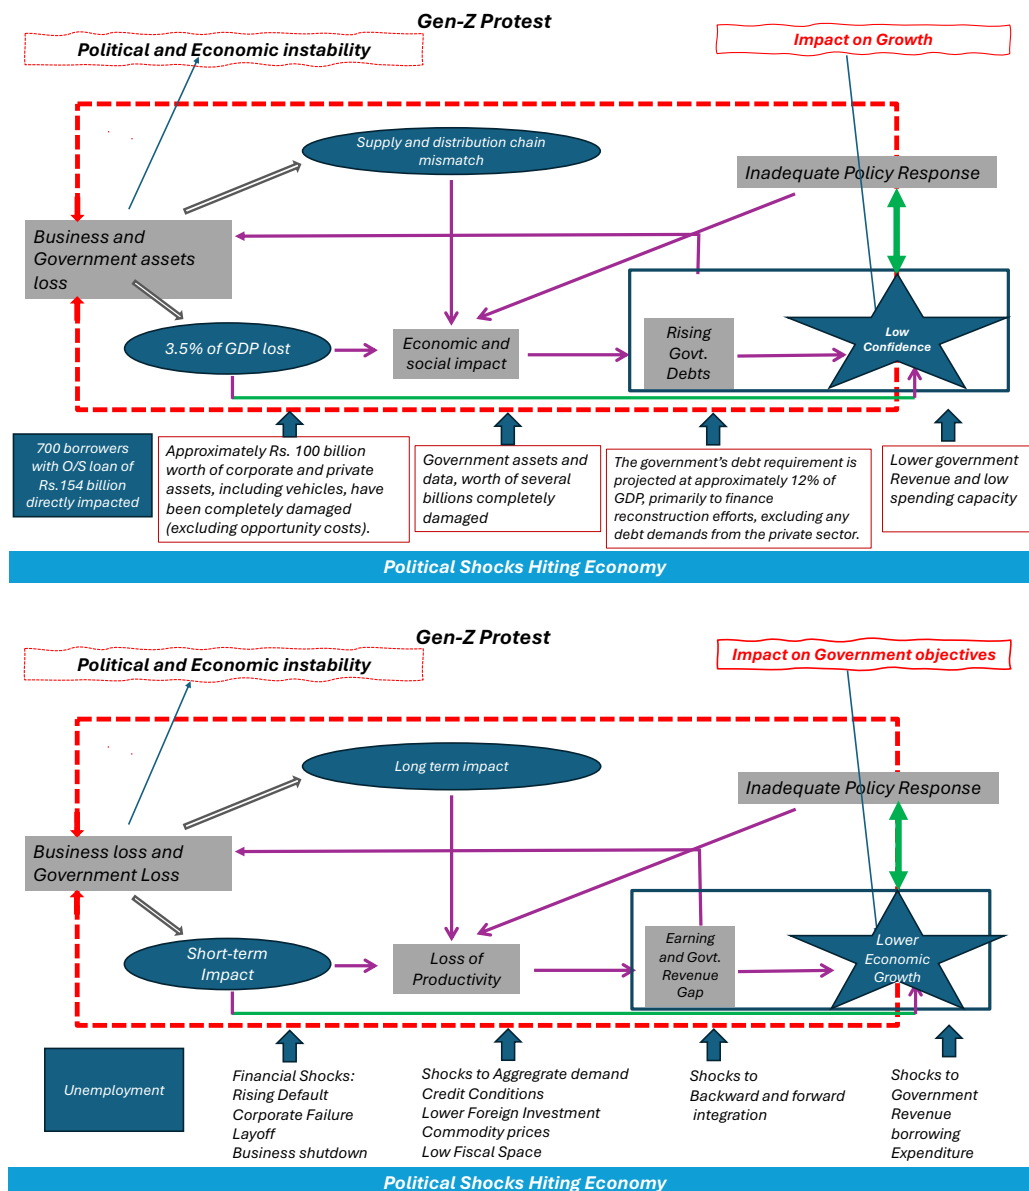 Gen-Z Protest
Political and Economic instability
Impact on Growth
Supply and distribution chain
mismatch
Inadequate Policy Response
Business and
Government assets
loss
3.5% of GDP lost
Economic and
social impact
Rising
Govt.
Debts
Low
Confidence
700 borrowers
with O/S loan of
Rs.154 billion
directly impacted
Approximately Rs. 100 billion
worth of corporate and private
assets, including vehicles, have
been completely damaged
(excluding opportunity costs).
Government assets and
data, worth of several
billions completely
damaged
The government's debt requirement is
projected at approximately 12% of
GDP, primarily to finance
reconstruction efforts, excluding any
debt demands from the private sector.
Lower government
Revenue and low
spending capacity
Political Shocks Hiting Economy
Gen-Z Protest
Political and Economic instability
Impact on Government objectives
Long term impact
Inadequate Policy Response
Business loss and
Government Loss
Short-term
Impact
Loss of
Productivity
Earning
and Govt.
Revenue
Gap
Lower
Economic
Growth
Unemployment
Financial Shocks:
Rising Default
Corporate Failure
Layoff
Business shutdown
Shocks to Aggregrate demand
Credit Conditions
Lower Foreign Investment
Commodity prices
Low Fiscal Space
Shocks to
Backward and forward
integration
Shocks to
Government
Revenue
borrowing
Expenditure
Political Shocks Hiting Economy